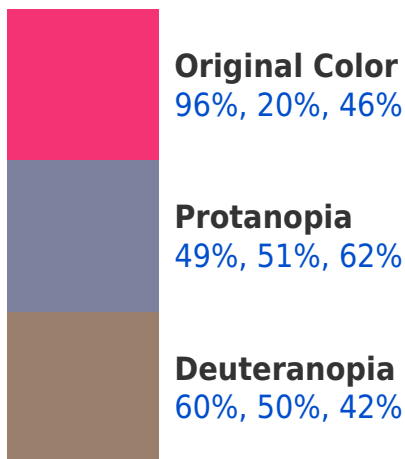 Original Color
96%, 20%, 46%
Protanopia
49%, 51%, 62%
Deuteranopia
60%, 50%, 42%